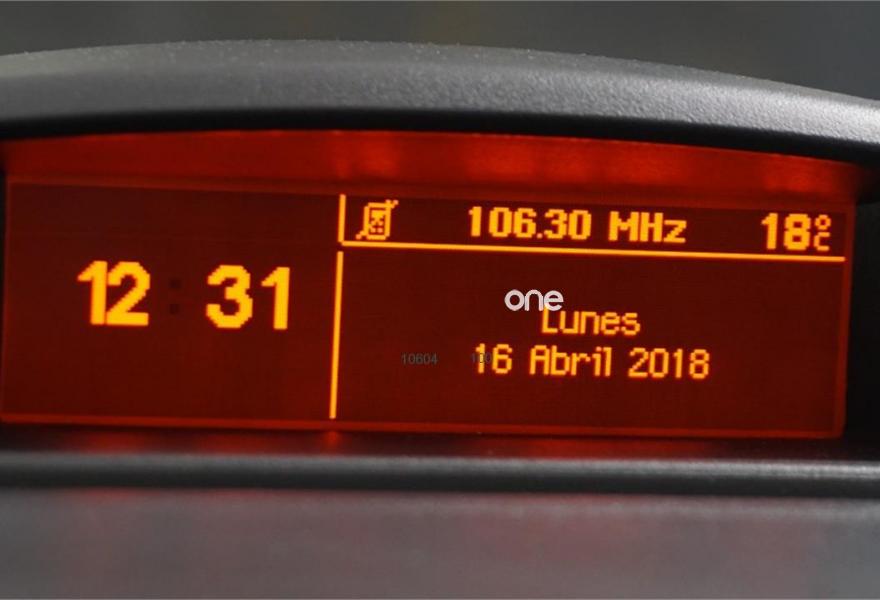 12:31
106.30 MHz 18°C
one
Lunes
10604
16 Abril 2018